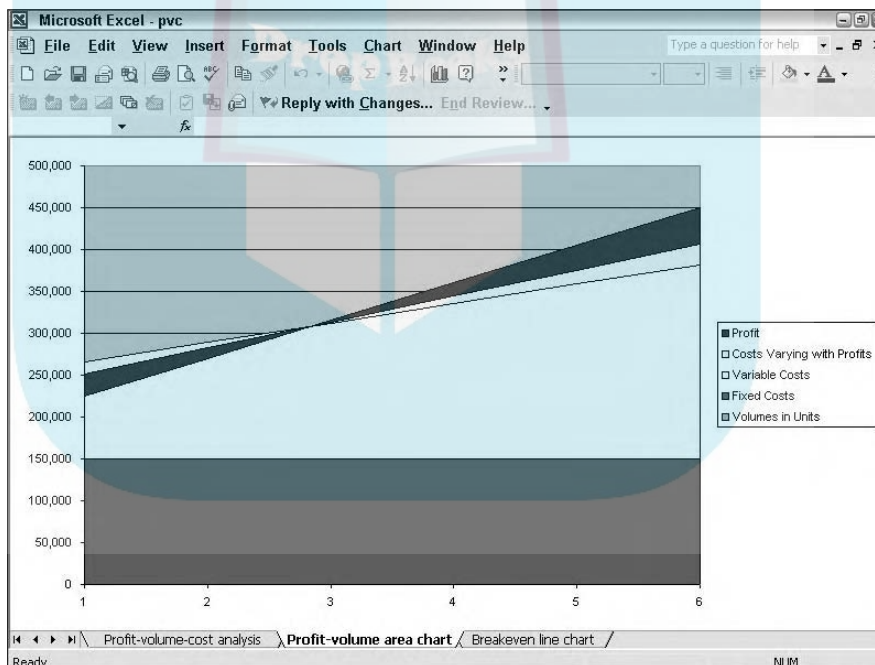 Microsoft Excel - pvc
File Edit View Insert Format Tools Chart Window Help
Type a question for help
Reply with Changes... End Review...
fx
500,000
450,000
400,000
350,000
300,000
250,000
200,000
150,000
100,000
50,000
0
1 2 3 4 5 6
Profit
Costs Varying with Profits
Variable Costs
Fixed Costs
Volumes in Units
Profit-volume-cost analysis Profit-volume area chart Breakeven line chart
Ready NUM